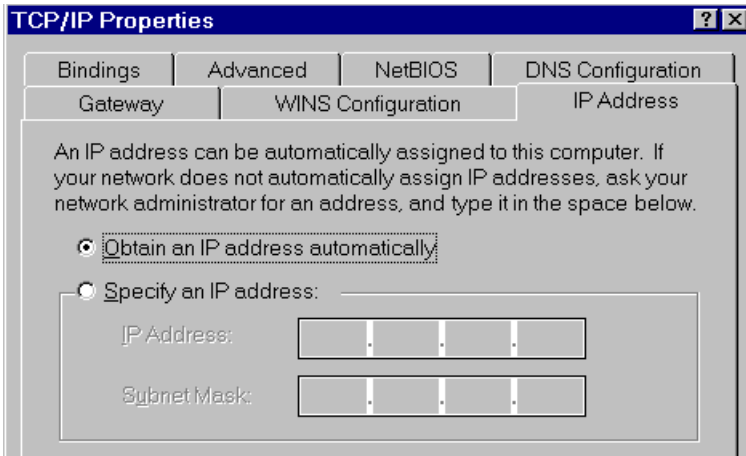 TCP/IP Properties
Bindings Advanced NetBIOS DNS Configuration
Gateway WINS Configuration IP Address
An IP address can be automatically assigned to this computer. If
your network does not automatically assign IP addresses, ask your
network administrator for an address, and type it in the space below.
Obtain an IP address automatically
Specify an IP address:
IP Address: . . .
Subnet Mask: . . .